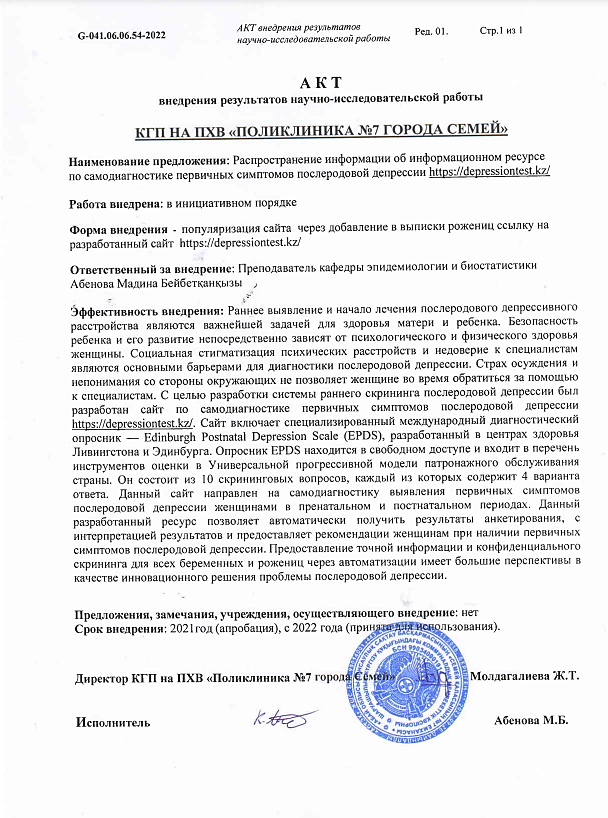 G-041.06.06.54-2022
АКТ внедрения результатов
научно-исследовательской работы
Ред. 01.
Стр.1 из 1
А К Т
внедрения результатов научно-исследовательской работы
КГП НА ПХВ «ПОЛИКЛИНИКА №7 ГОРОДА СЕМЕЙ»
Наименование предложения: Распространение информации об информационном ресурсе
по самодиагностике первичных симптомов послеродовой депрессии https://depressiontest.kz/
Работа внедрена: в инициативном порядке
Форма внедрения - популяризация сайта через добавление в выписки рожениц ссылку на
разработанный сайт https://depressiontest.kz/
Ответственный за внедрение: Преподаватель кафедры эпидемиологии и биостатистики
Абенова Мадина Бейбетқанқызы
Эффективность внедрения: Раннее выявление и начало лечения послеродового депрессивного
расстройства являются важнейшей задачей для здоровья матери и ребенка. Безопасность
ребенка и его развитие непосредственно зависят от психологического и физического здоровья
женщины. Социальная стигматизация психических расстройств и недоверие к специалистам
являются основными барьерами для диагностики послеродовой депрессии. Страх осуждения и
непонимания со стороны окружающих не позволяет женщине во время обратиться за помощью
к специалистам. С целью разработки системы раннего скрининга послеродовой депрессии был
разработан сайт по самодиагностике первичных симптомов послеродовой депрессии
https://depressiontest.kz/. Сайт включает специализированный международный диагностический
опросник — Edinburgh Postnatal Depression Scale (EPDS), разработанный в центрах здоровья
Ливингстона и Эдинбурга. Опросник EPDS находится в свободном доступе и входит в перечень
инструментов оценки в Универсальной прогрессивной модели патронажного обслуживания
страны. Он состоит из 10 скрининговых вопросов, каждый из которых содержит 4 варианта
ответа. Данный сайт направлен на самодиагностику выявления первичных симптомов
послеродовой депрессии женщинами в пренатальном и постнатальном периодах. Данный
разработанный ресурс позволяет автоматически получить результаты анкетирования, с
интерпретацией результатов и предоставляет рекомендации женщинам при наличии первичных
симптомов послеродовой депрессии. Предоставление точной информации и конфиденциального
скрининга для всех беременных и рожениц через автоматизации имеет большие перспективы в
качестве инновационного решения проблемы послеродовой депрессии.
Предложения, замечания, учреждения, осуществляющего внедрение: нет
Срок внедрения: 2021год (апробация), с 2022 года (принята для использования).
Директор КГП на ПХВ «Поликлиника №7 города Семей»
Молдагалиева Ж.Т.
Исполнитель
Абенова М.Б.